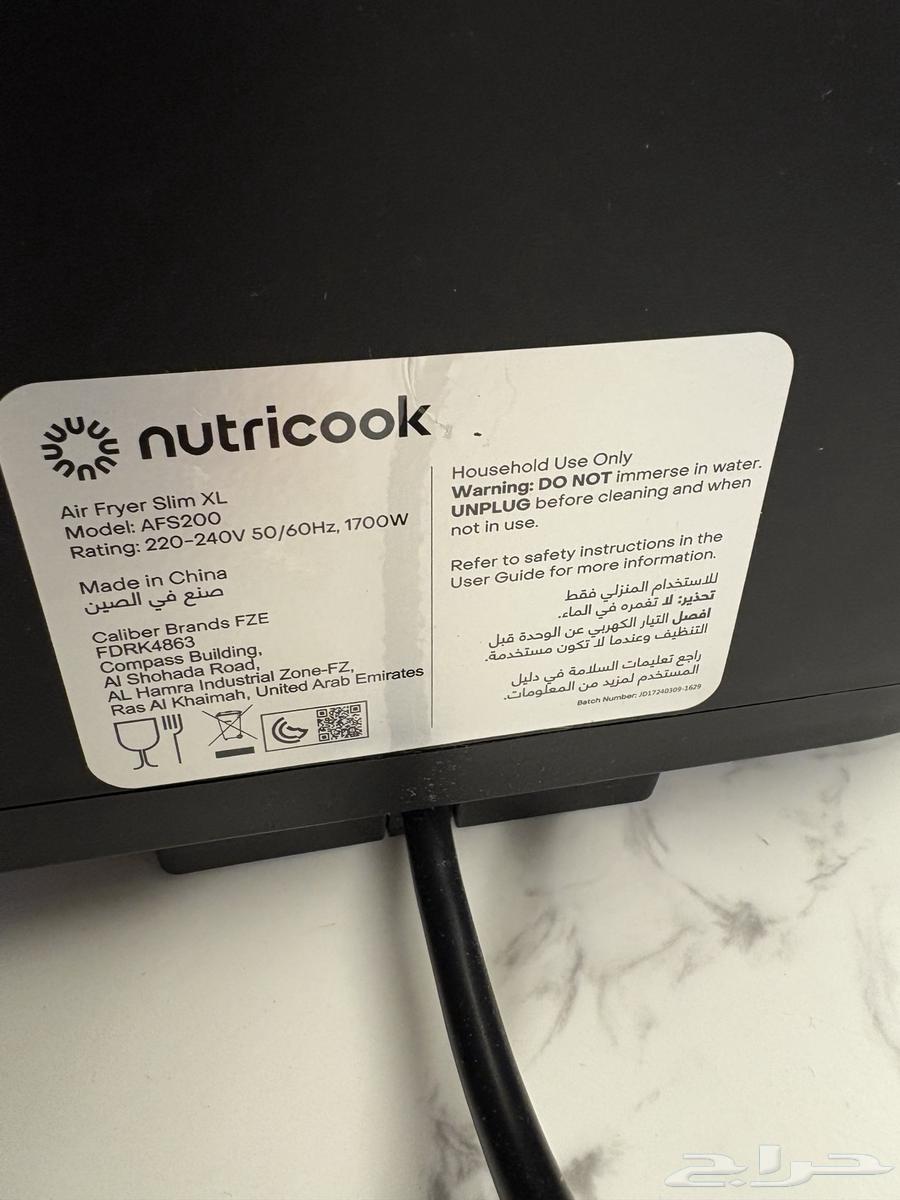 nutricook
Air Fryer Slim XL
Model: AFS200
Rating: 220-240V 50/60Hz, 1700W
Made in China
صنع في الصين
Caliber Brands FZE
FDRK4863
Compass Building,
Al Shohada Road,
AL Hamra Industrial Zone-FZ,
Ras Al Khaimah, United Arab Emirates
Household Use Only
Warning: DO NOT immerse in water.
UNPLUG before cleaning and when
not in use.
Refer to safety instructions in the
User Guide for more information.
للاستخدام المنزلي فقط
تحذير: لا تغمره في الماء.
افصل التيار الكهربي عن الوحدة قبل
التنظيف وعندما لا تكون مستخدمة.
راجع تعليمات السلامة في دليل
المستخدم لمزيد من المعلومات.
Batch Number: JD17240309-1629
حراج